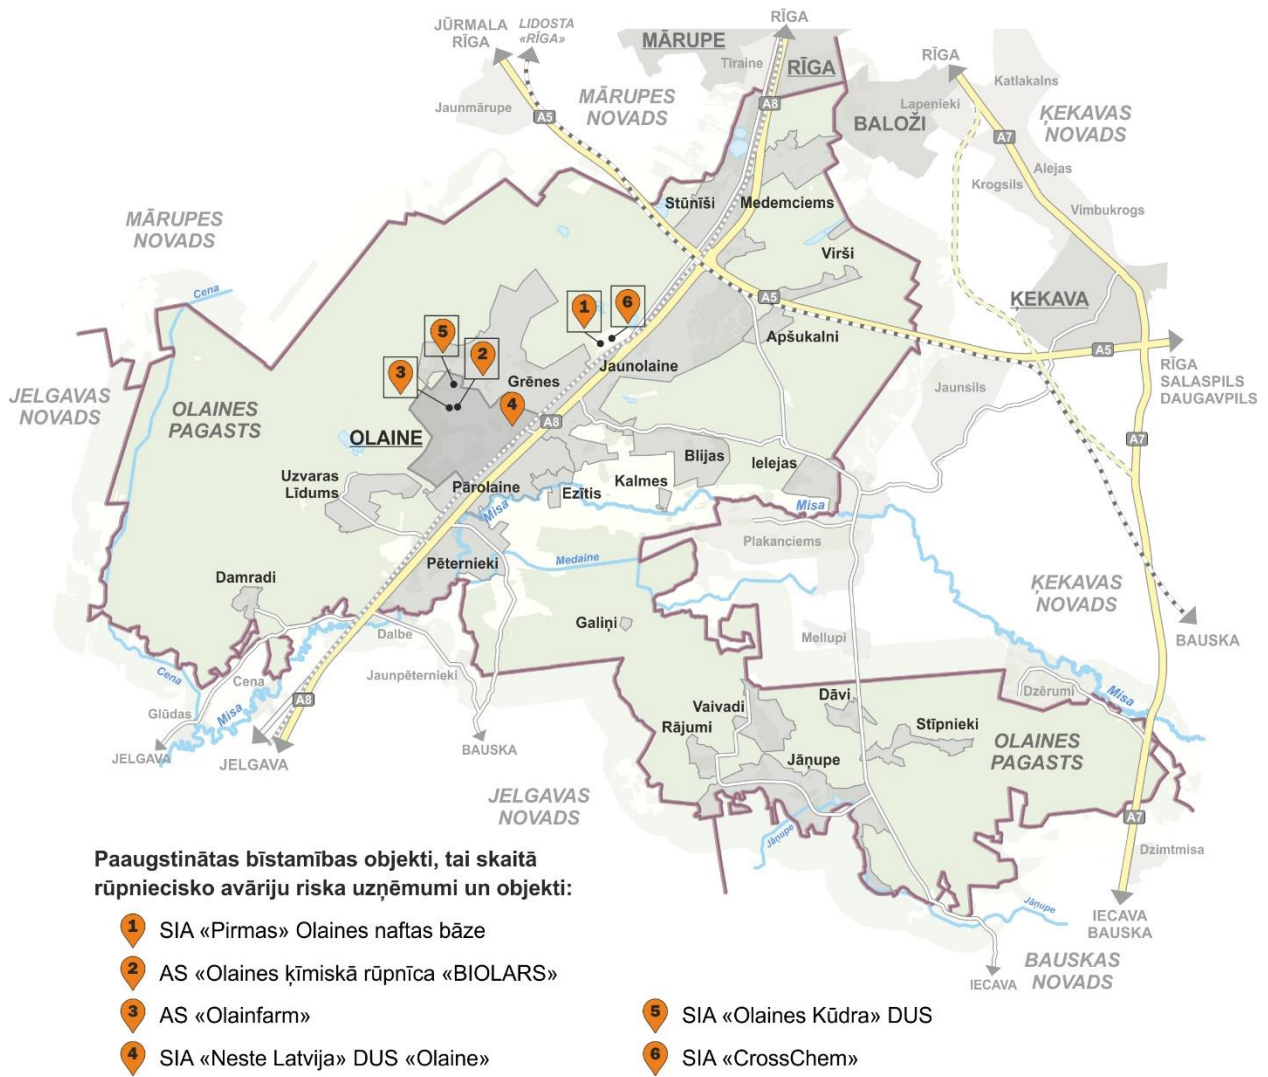 JŪRMALA
RĪGA
LIDOSTA
«RĪGA»
RĪGA
MĀRUPE
Tīraine
RĪGA
RĪGA
Katlakalns
Jaunmārupe
MĀRUPES
NOVADS
A5
A8
Lapenieki
BALOŽI
ĶEKAVAS
NOVADS
A7
Alejas
Krogsils
Vimbukrogs
Stūnīši
Medemciems
MĀRUPES
NOVADS
Virši
Cena
A5
ĶEKAVA
1
6
5
2
3
4
Apšukalni
A5
Jaunolaine
Grēnes
RĪGA
SALASPILS
DAUGAVPILS
Jaunsils
JELGAVAS
NOVADS
OLAINES
PAGASTS
OLAINE
A8
A7
Blijas
Ielejas
Uzvaras
Līdums
Pārolaine
Ezītis
Kalmes
Misa
Misa
Plakanciems
Pēternieki
Medaine
Damradi
ĶEKAVAS
NOVADS
Galiņi
Dalbe
Mellupi
BAUSKA
Cena
Cena
Jaunpēternieki
Glūdas
Misa
A8
Dzērumi
Misa
Vaivadi
Dāvi
Rājumi
Stīpnieki
JELGAVA
JELGAVA
BAUSKA
OLAINES
PAGASTS
Jāņupe
JELGAVAS
NOVADS
A7
Jāņupe
Dzimtmisa
Jāņupe
IECAVA
BAUSKA
BAUSKAS
NOVADS
IECAVA
Paaugstinātas bīstamības objekti, tai skaitā
rūpniecisko avāriju riska uzņēmumi un objekti:
1 SIA «Pirmas» Olaines naftas bāze
2 AS «Olaines ķīmiskā rūpnīca «BIOLARS»
3 AS «Olainfarm»
4 SIA «Neste Latvija» DUS «Olaine»
5 SIA «Olaines Kūdra» DUS
6 SIA «CrossChem»